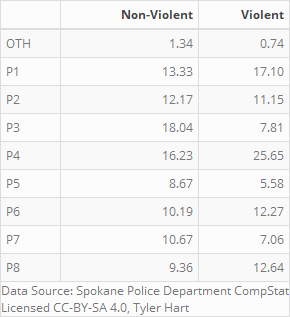 Non-Violent Violent
OTH 1.34 0.74
P1 13.33 17.10
P2 12.17 11.15
P3 18.04 7.81
P4 16.23 25.65
P5 8.67 5.58
P6 10.19 12.27
P7 10.67 7.06
P8 9.36 12.64
Data Source: Spokane Police Department CompStat
Licensed CC-BY-SA 4.0, Tyler Hart